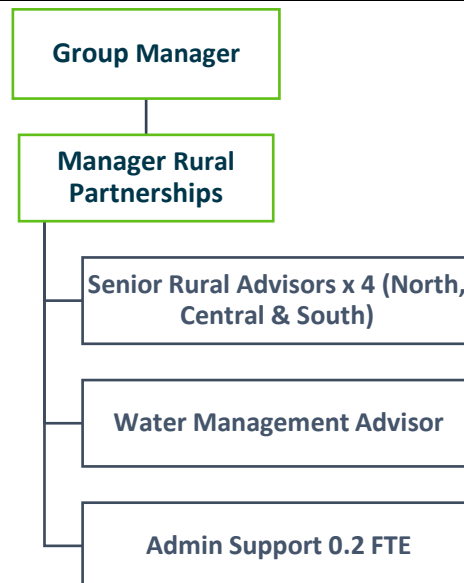 Group Manager
Manager Rural
Partnerships
Senior Rural Advisors x 4 (North,
Central & South)
Water Management Advisor
Admin Support 0.2 FTE